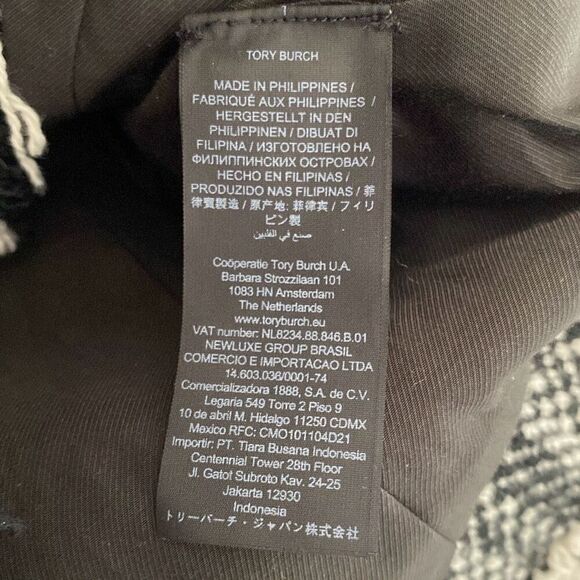 TORY BURCH
MADE IN PHILIPPINES /
FABRIQUÉ AUX PHILIPPINES /
HERGESTELLT IN DEN
PHILIPPINEN / DIBUAT DI
FILIPINA / ИЗГОТОВЛЕНО НА
ФИЛИППИНСКИХ ОСТРОВАХ /
HECHO EN FILIPINAS /
PRODUZIDO NAS FILIPINAS / 菲
律賓製造 / 原产地: 菲律宾 / フィリ
ピン製
صنع في الفلبين
Coöperatie Tory Burch U.A.
Barbara Strozzilaan 101
1083 HN Amsterdam
The Netherlands
www.toryburch.eu
VAT number: NL8234.88.846.B.01
NEWLUXE GROUP BRASIL
COMERCIO E IMPORTACAO LTDA
14.603.036/0001-74
Comercializadora 1888, S.A. de C.V.
Legaria 549 Torre 2 Piso 9
10 de abril M. Hidalgo 11250 CDMX
Mexico RFC: CMO101104D21
Importir: PT. Tiara Busana Indonesia
Centennial Tower 28th Floor
Jl. Gatot Subroto Kav. 24-25
Jakarta 12930
Indonesia
トリーバーチ・ジャパン株式会社